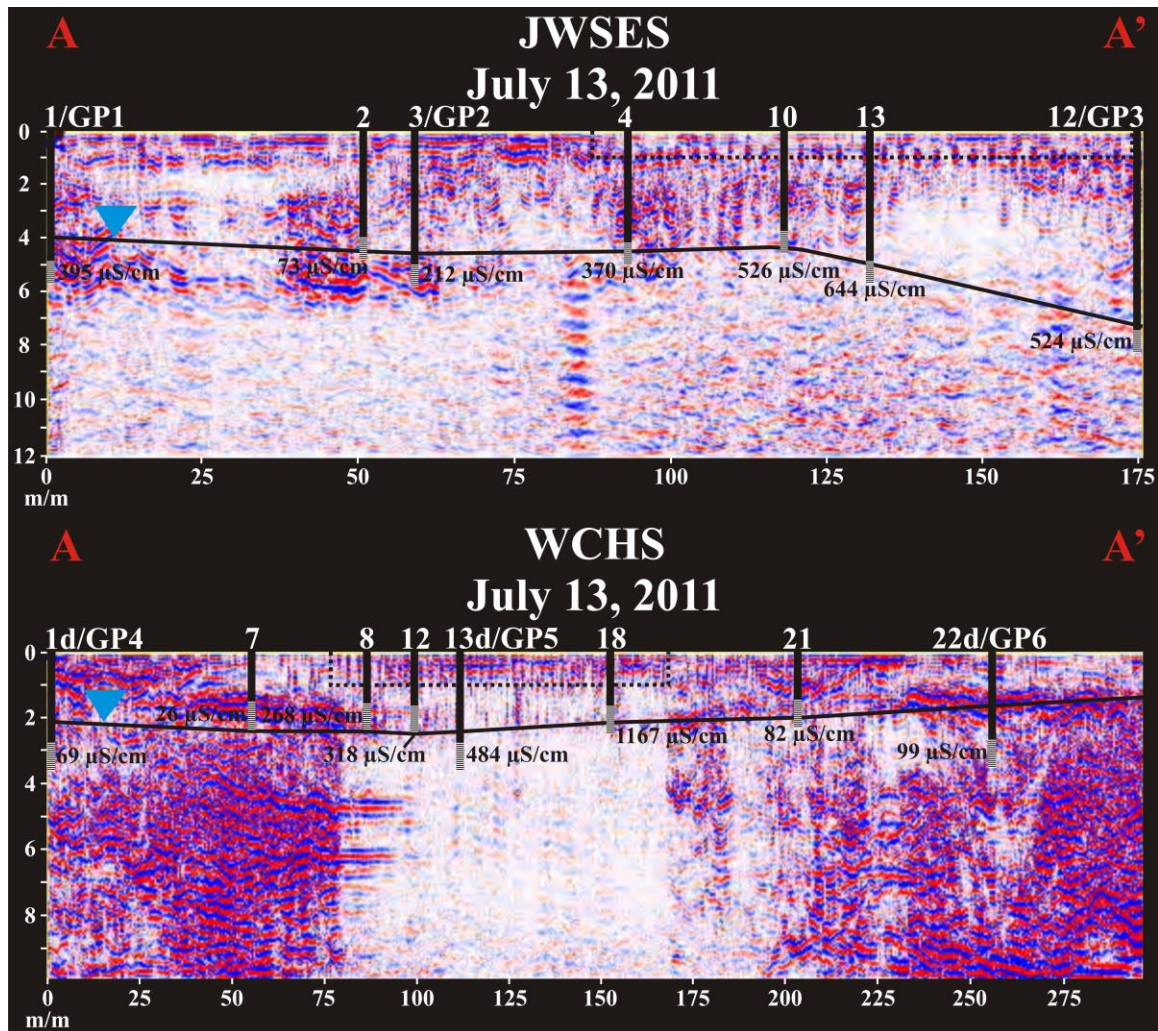 A JWSES A’
July 13, 2011
1/GP1 2 3/GP2 4 10 13 12/GP3
0
2
4
395 µS/cm 73 µS/cm 212 µS/cm 370 µS/cm 526 µS/cm
644 µS/cm
6
524 µS/cm
8
10
12
0 25 50 75 100 125 150 175
m/m
A WCHS A’
July 13, 2011
1d/GP4 7 8 12 13d/GP5 18 21 22d/GP6
0
26 µS/cm 268 µS/cm
2
1167 µS/cm 82 µS/cm
69 µS/cm 318 µS/cm 484 µS/cm 99 µS/cm
4
6
8
0 25 50 75 100 125 150 175 200 225 250 275
m/m